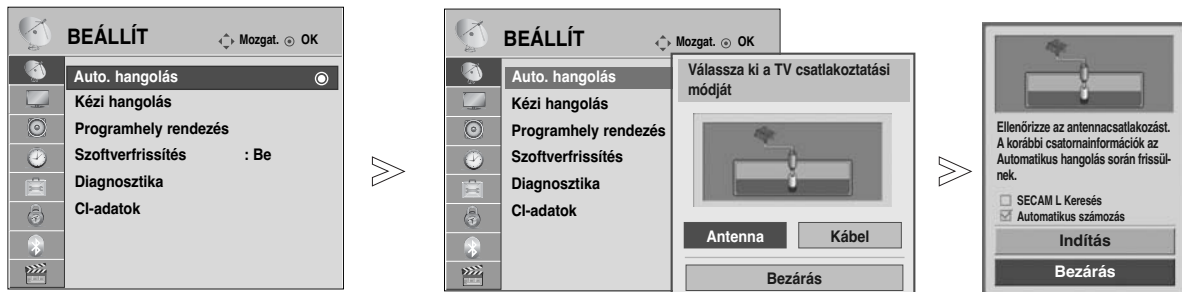 BEÁLLÍT
Mozgat. OK
Auto. hangolás
Kézi hangolás
Programhely rendezés
Szoftverfrissítés : Be
Diagnosztika
CI-adatok
BEÁLLÍT
Mozgat. OK
Auto. hangolás
Kézi hangolás
Programhely rendezés
Szoftverfrissítés
Diagnosztika
CI-adatok
Válassza ki a TV csatlakoztatási
módját
Antenna Kábel
Bezárás
Ellenőrizze az antennacsatlakozást.
A korábbi csatornainformációk az
Automatikus hangolás során frissül-
nek.
SECAM L Keresés
Automatikus számozás
Indítás
Bezárás